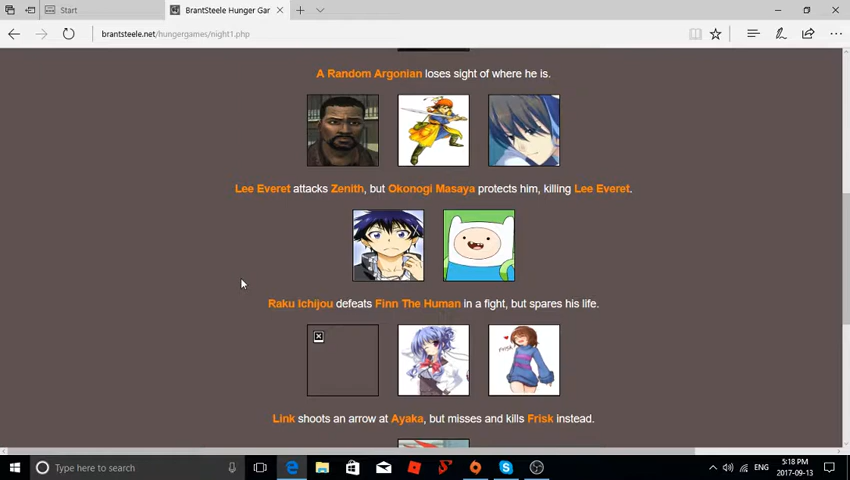 Start
BrantSteele Hunger Gar
brantsteele.net/hungergames/night1.php
A Random Argonian loses sight of where he is.
Lee Everet attacks Zenith, but Okonogi Masaya protects him, killing Lee Everet.
Raku Ichijou defeats Finn The Human in a fight, but spares his life.
Frisk
Link shoots an arrow at Ayaka, but misses and kills Frisk instead.
Type here to search
ENG
5:18 PM
2017-09-13